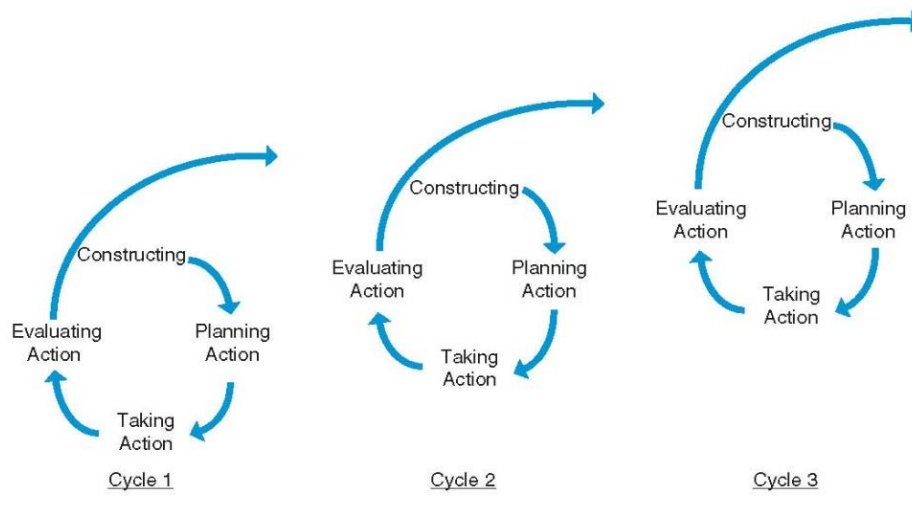 Constructing
Evaluating
Action
Planning
Action
Taking
Action
Cycle 1
Constructing
Evaluating
Action
Planning
Action
Taking
Action
Cycle 2
Constructing
Evaluating
Action
Planning
Action
Taking
Action
Cycle 3